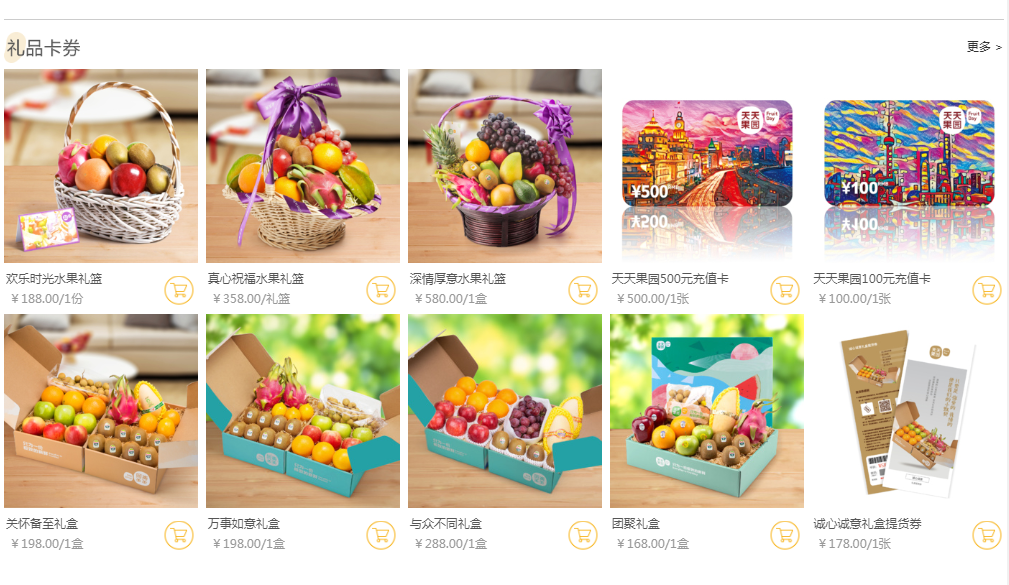 礼品卡券
更多 >
天天果园
Fruit Day
¥500
天天果园
Fruit Day
¥100
欢乐时光水果礼篮
￥188.00/1份
真心祝福水果礼篮
￥358.00/礼篮
深情厚意水果礼篮
￥580.00/1盒
天天果园500元充值卡
￥500.00/1张
天天果园100元充值卡
￥100.00/1张
关怀备至礼盒
￥198.00/1盒
万事如意礼盒
￥198.00/1盒
与众不同礼盒
￥288.00/1盒
团聚礼盒
￥168.00/1盒
诚心诚意礼盒提货券
￥178.00/1张